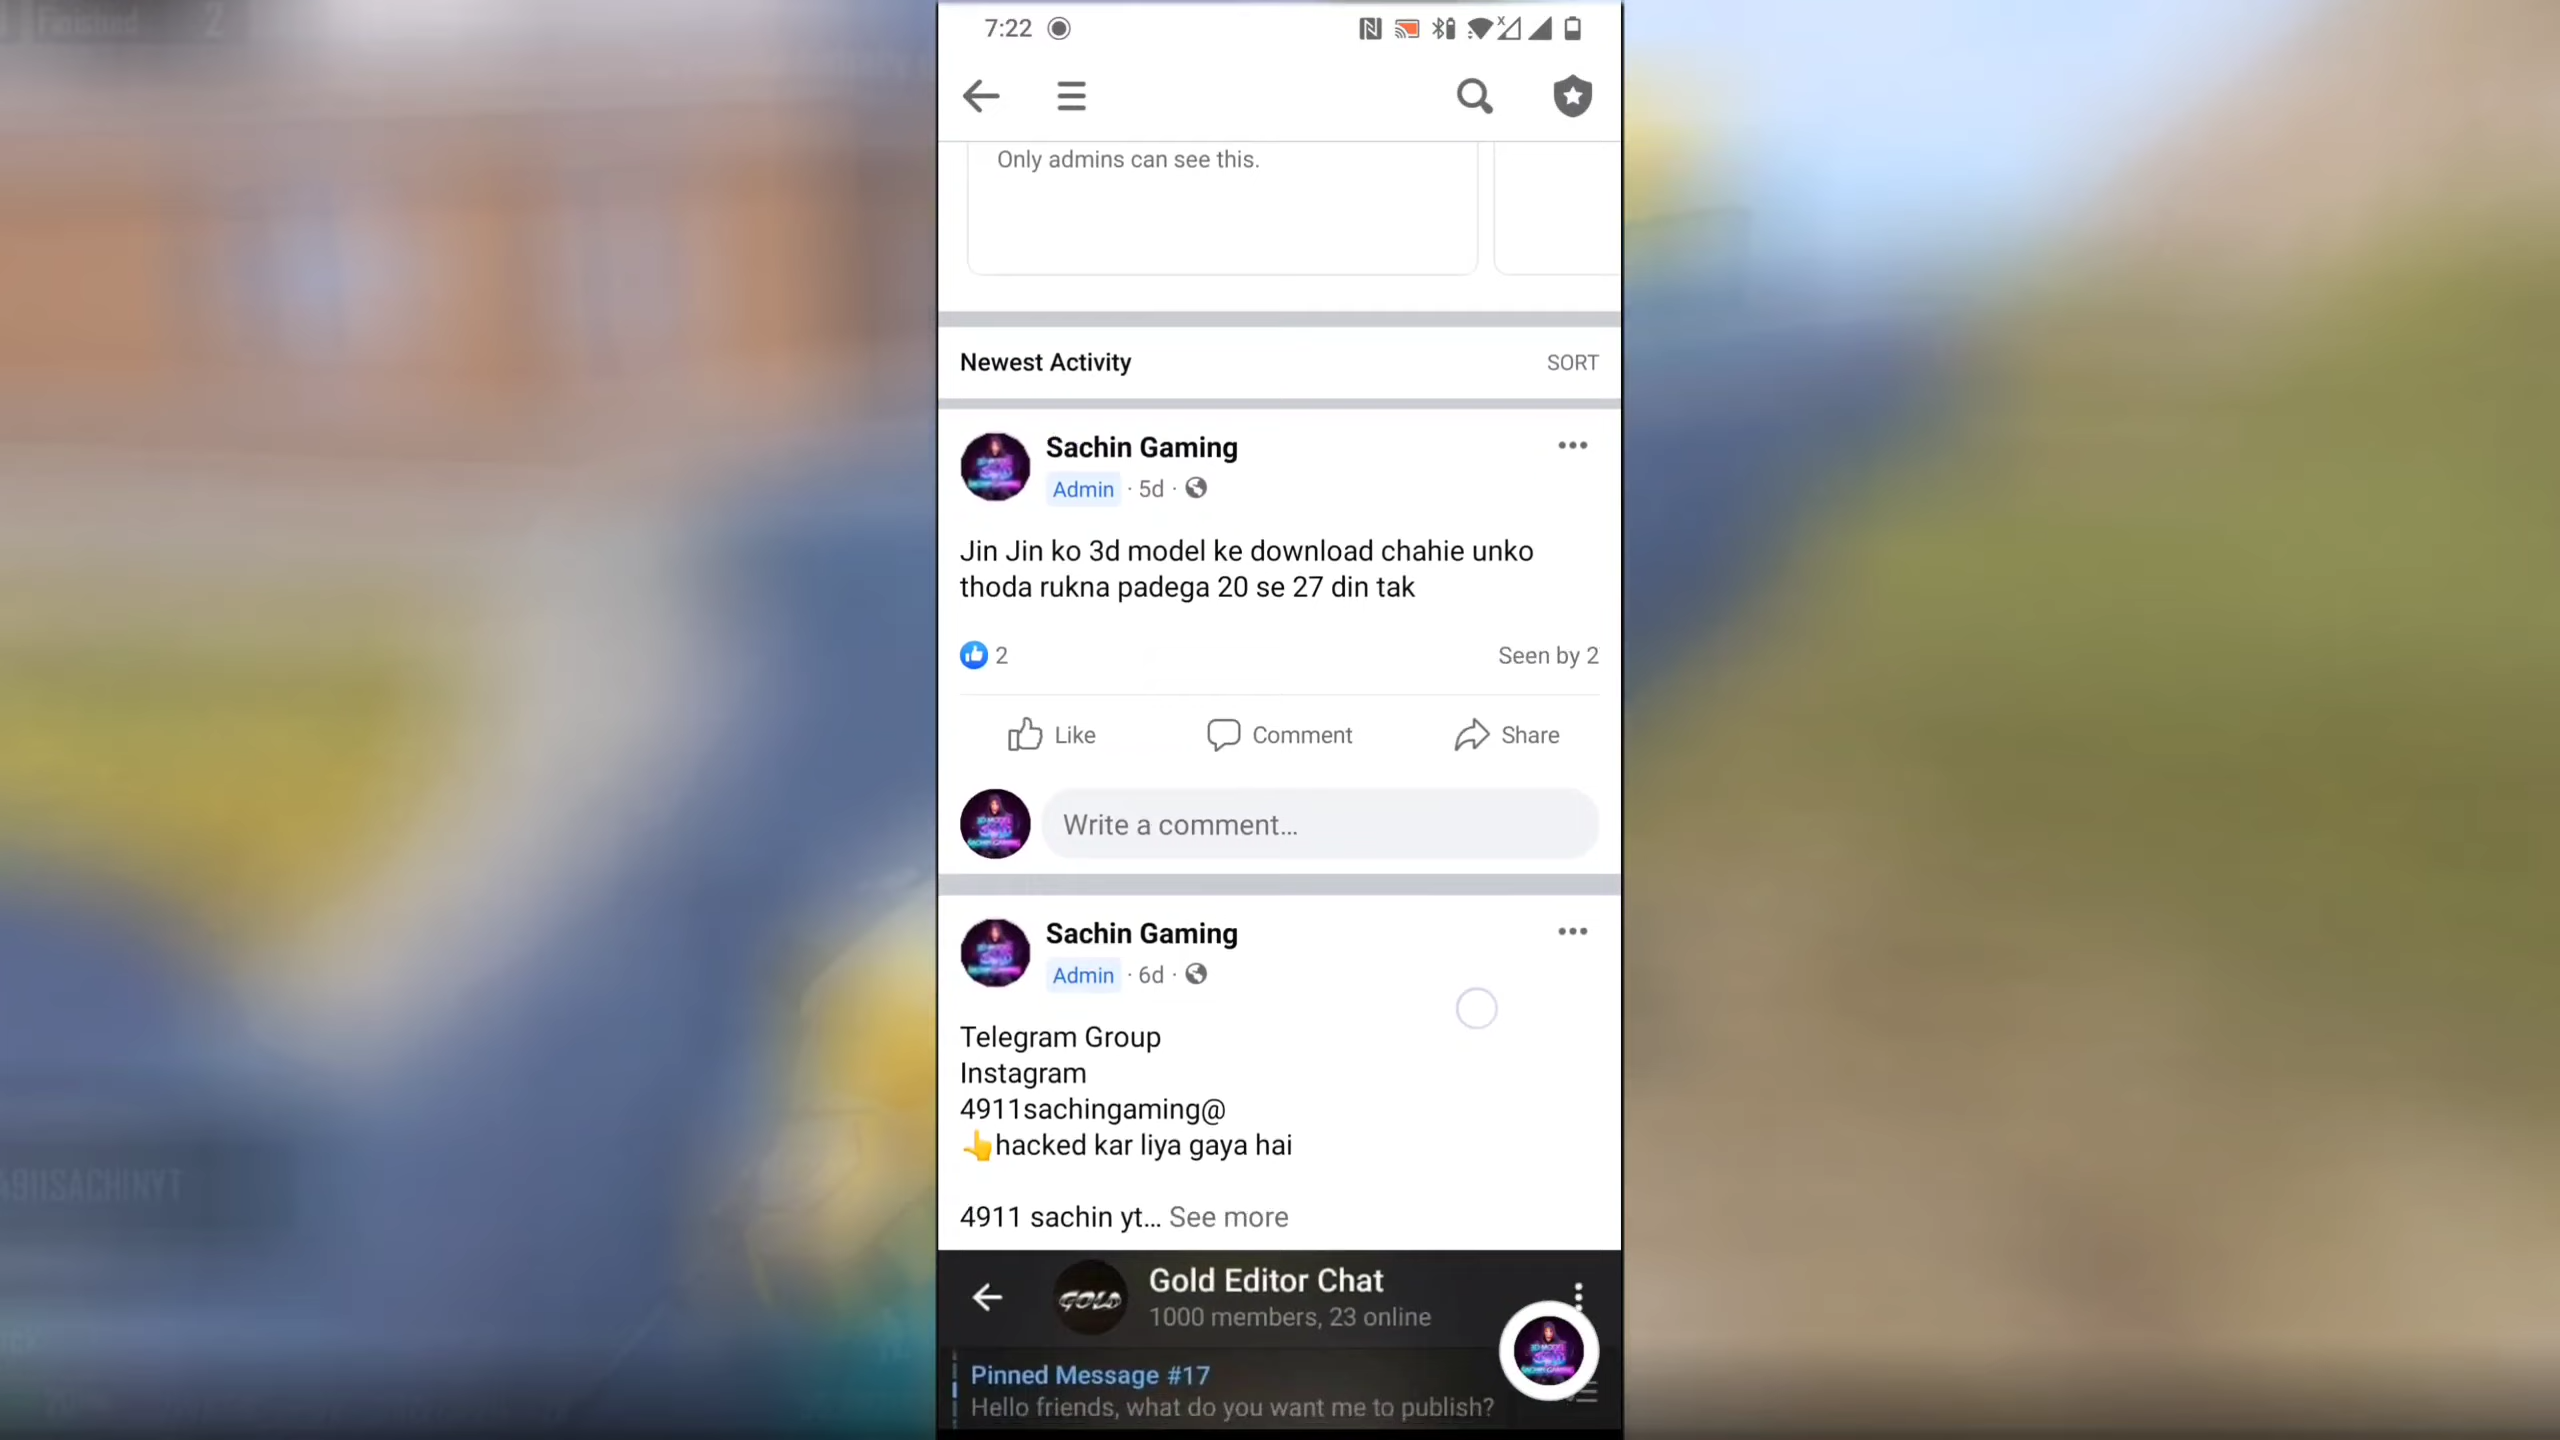 Finished 2
7:22
Only admins can see this.
Newest Activity
SORT
Sachin Gaming
Admin · 5d ·
Jin Jin ko 3d model ke download chahie unko
thoda rukna padega 20 se 27 din tak
2
Seen by 2
Like
Comment
Share
Write a comment...
Sachin Gaming
Admin · 6d ·
Telegram Group
Instagram
4911sachingaming@
👆hacked kar liya gaya hai
4911 sachin yt... See more
4911SACHINYT
GOLD
Gold Editor Chat
1000 members, 23 online
Pinned Message #17
Hello friends, what do you want me to publish?